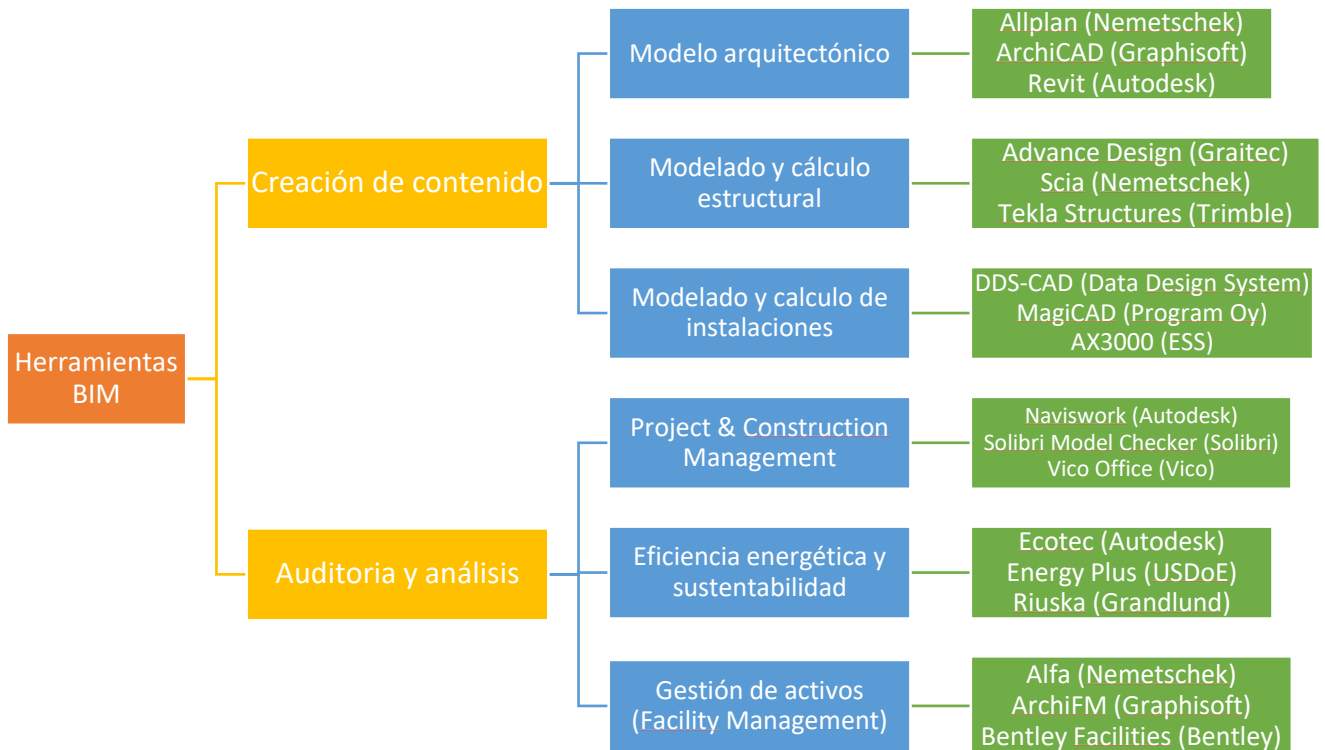 Herramientas
BIM
Creación de contenido
Modelo arquitectónico
Allplan (Nemetschek)
ArchiCAD (Graphisoft)
Revit (Autodesk)
Modelado y cálculo
estructural
Advance Design (Graitec)
Scia (Nemetschek)
Tekla Structures (Trimble)
Modelado y calculo de
instalaciones
DDS-CAD (Data Design System)
MagiCAD (Program Oy)
AX3000 (ESS)
Auditoria y análisis
Project & Construction
Management
Naviswork (Autodesk)
Solibri Model Checker (Solibri)
Vico Office (Vico)
Eficiencia energética y
sustentabilidad
Ecotec (Autodesk)
Energy Plus (USDoE)
Riuska (Grandlund)
Gestión de activos
(Facility Management)
Alfa (Nemetschek)
ArchiFM (Graphisoft)
Bentley Facilities (Bentley)